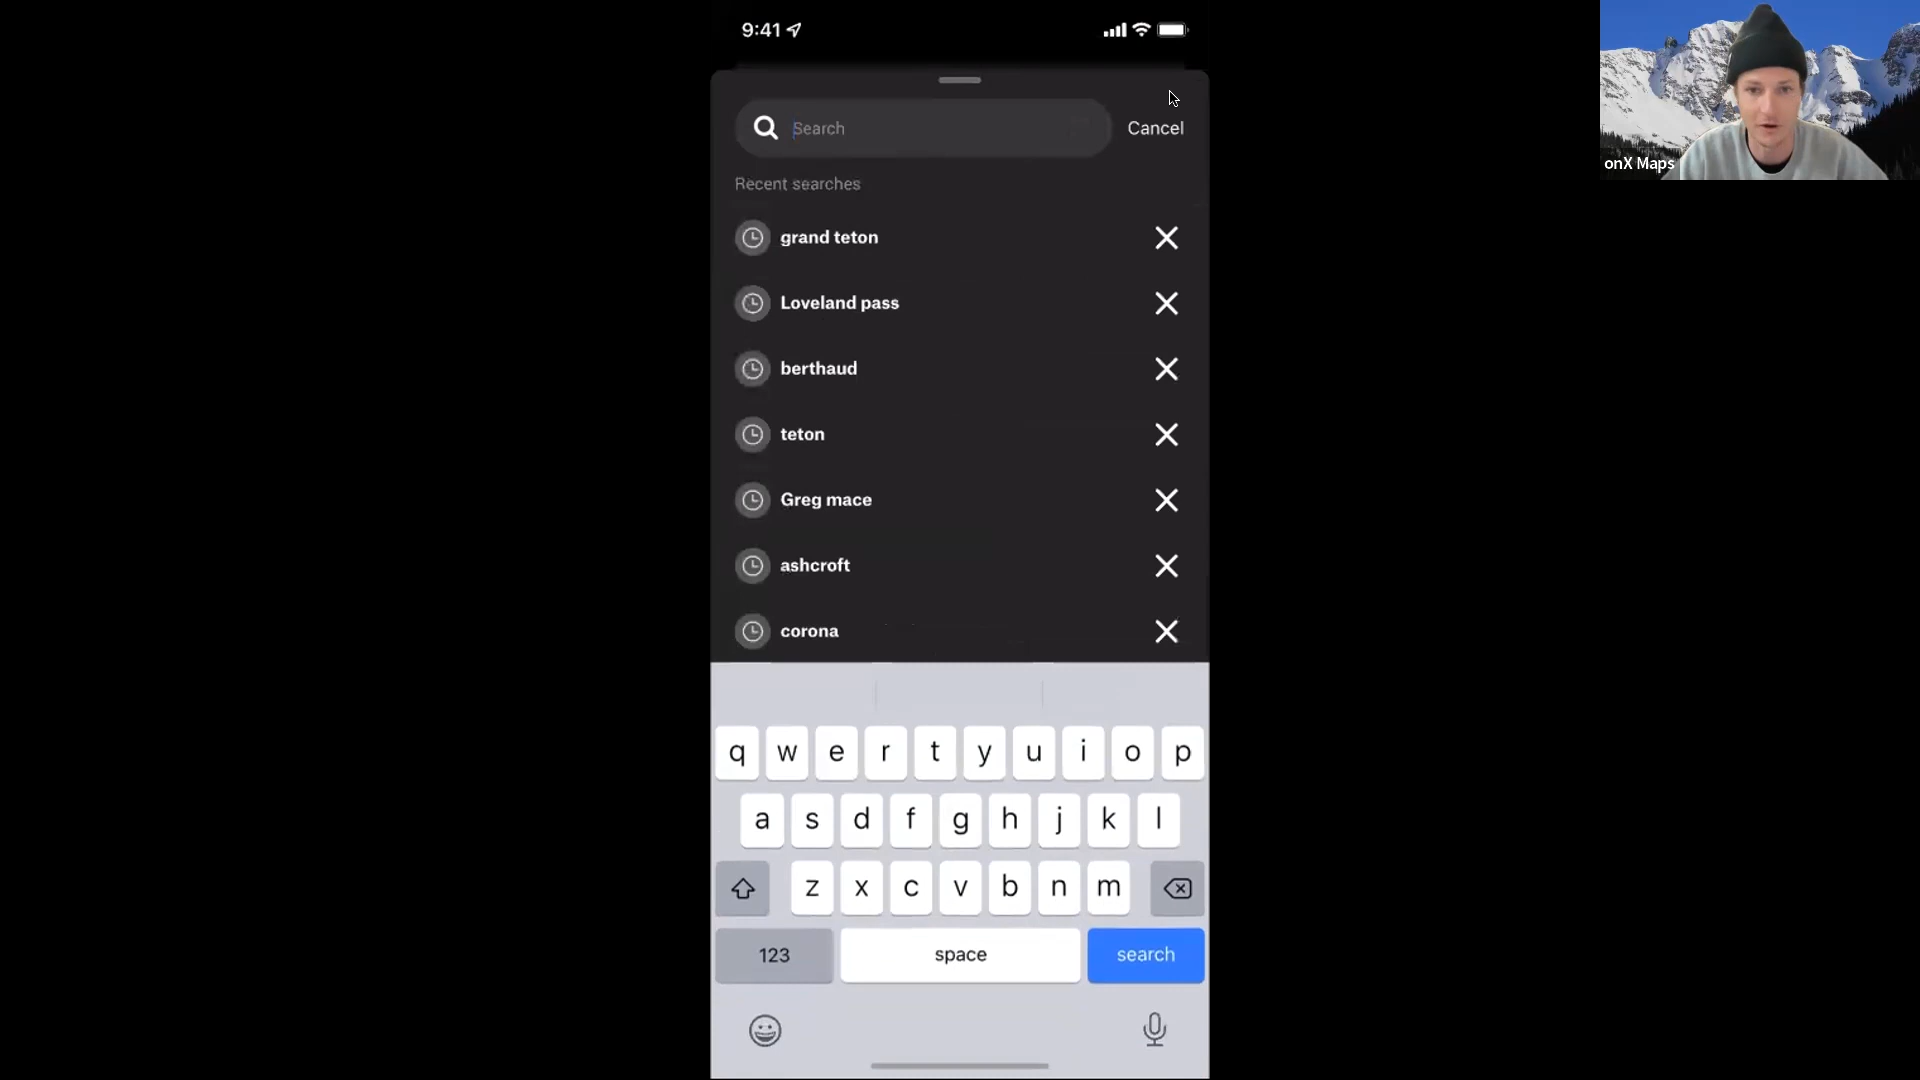 9:41
Search
Cancel
Recent searches
grand teton
Loveland pass
berthaud
teton
Greg mace
ashcroft
corona
q w e r t y u i o p
a s d f g h j k l
z x c v b n m
123
space
search
onX Maps